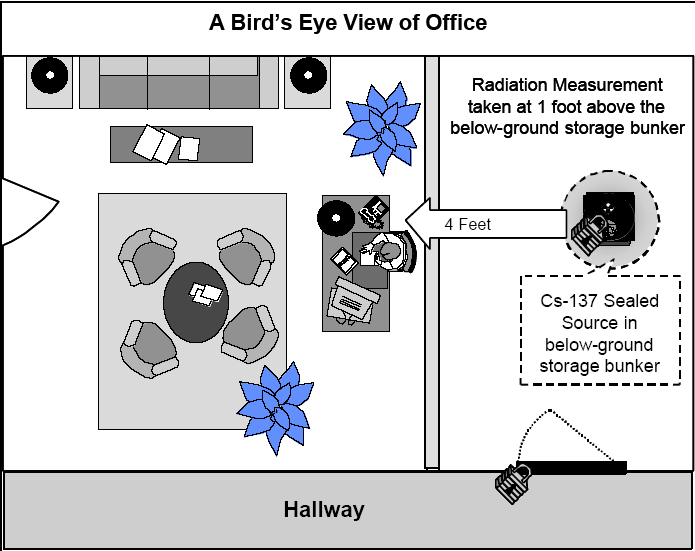 A Bird's Eye View of Office
Radiation Measurement
taken at 1 foot above the
below-ground storage bunker
4 Feet
Cs-137 Sealed
Source in
below-ground
storage bunker
Hallway